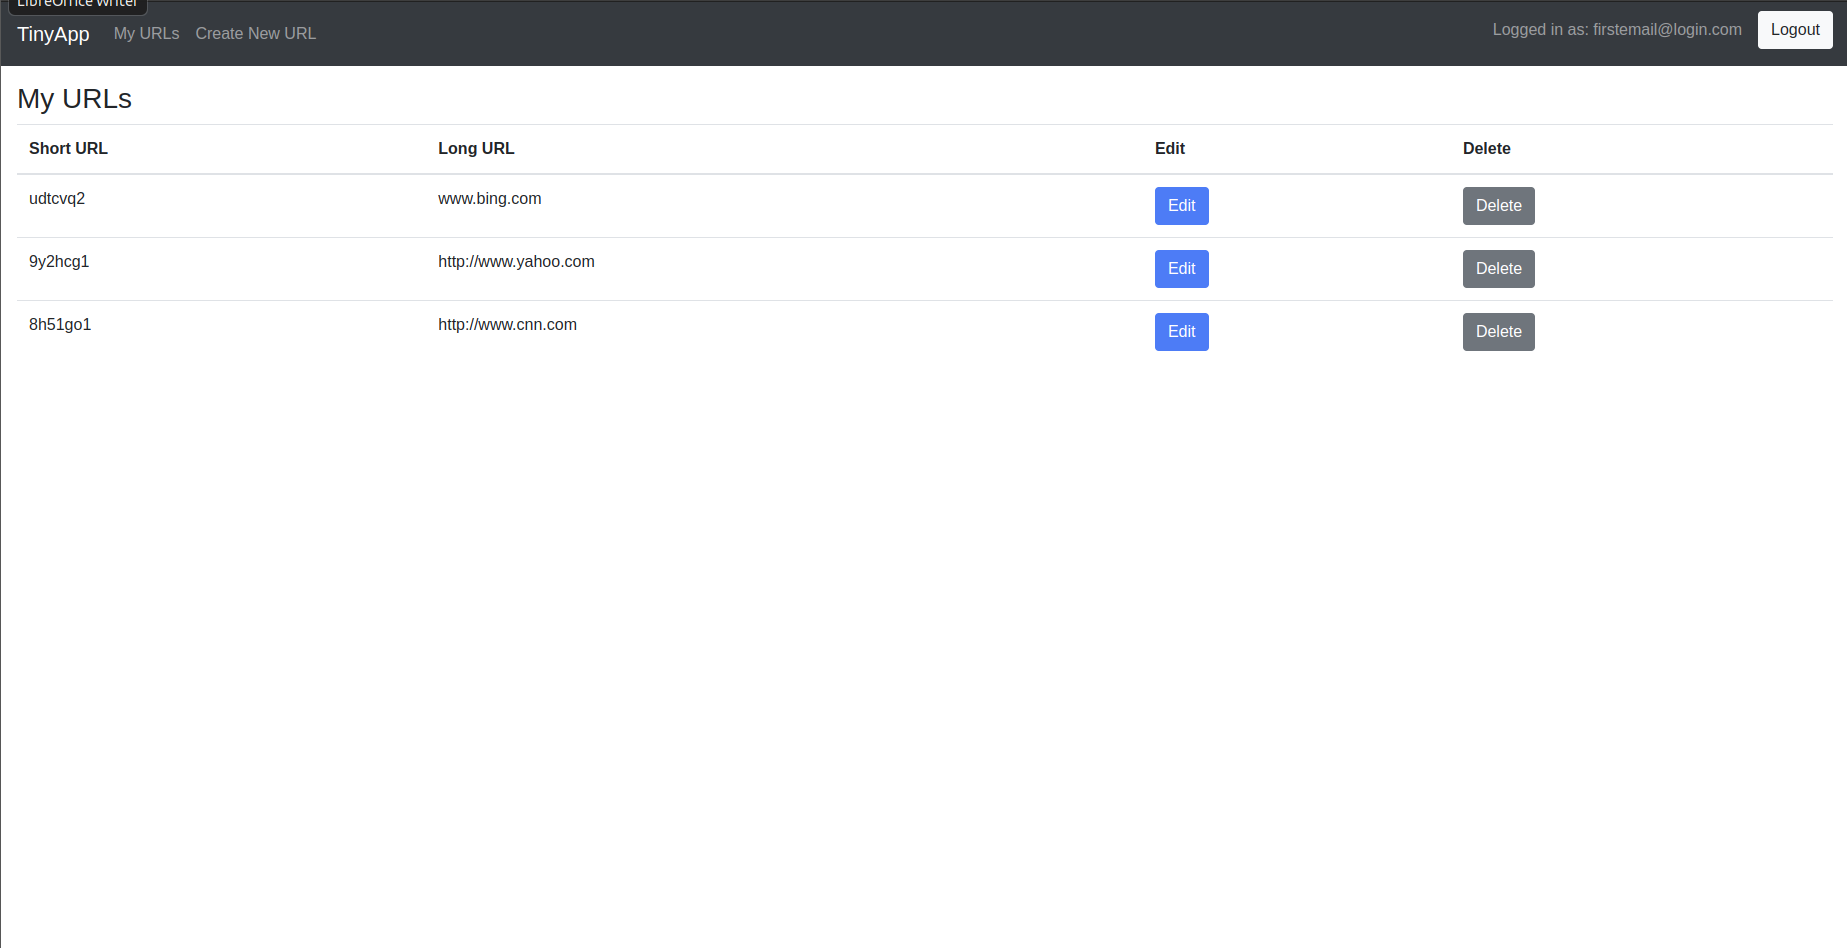 LibreOffice Writer
TinyApp My URLs Create New URL Logged in as: firstemail@login.com Logout
My URLs
Short URL Long URL Edit Delete
udtcvq2 www.bing.com Edit Delete
9y2hcg1 http://www.yahoo.com Edit Delete
8h51go1 http://www.cnn.com Edit Delete